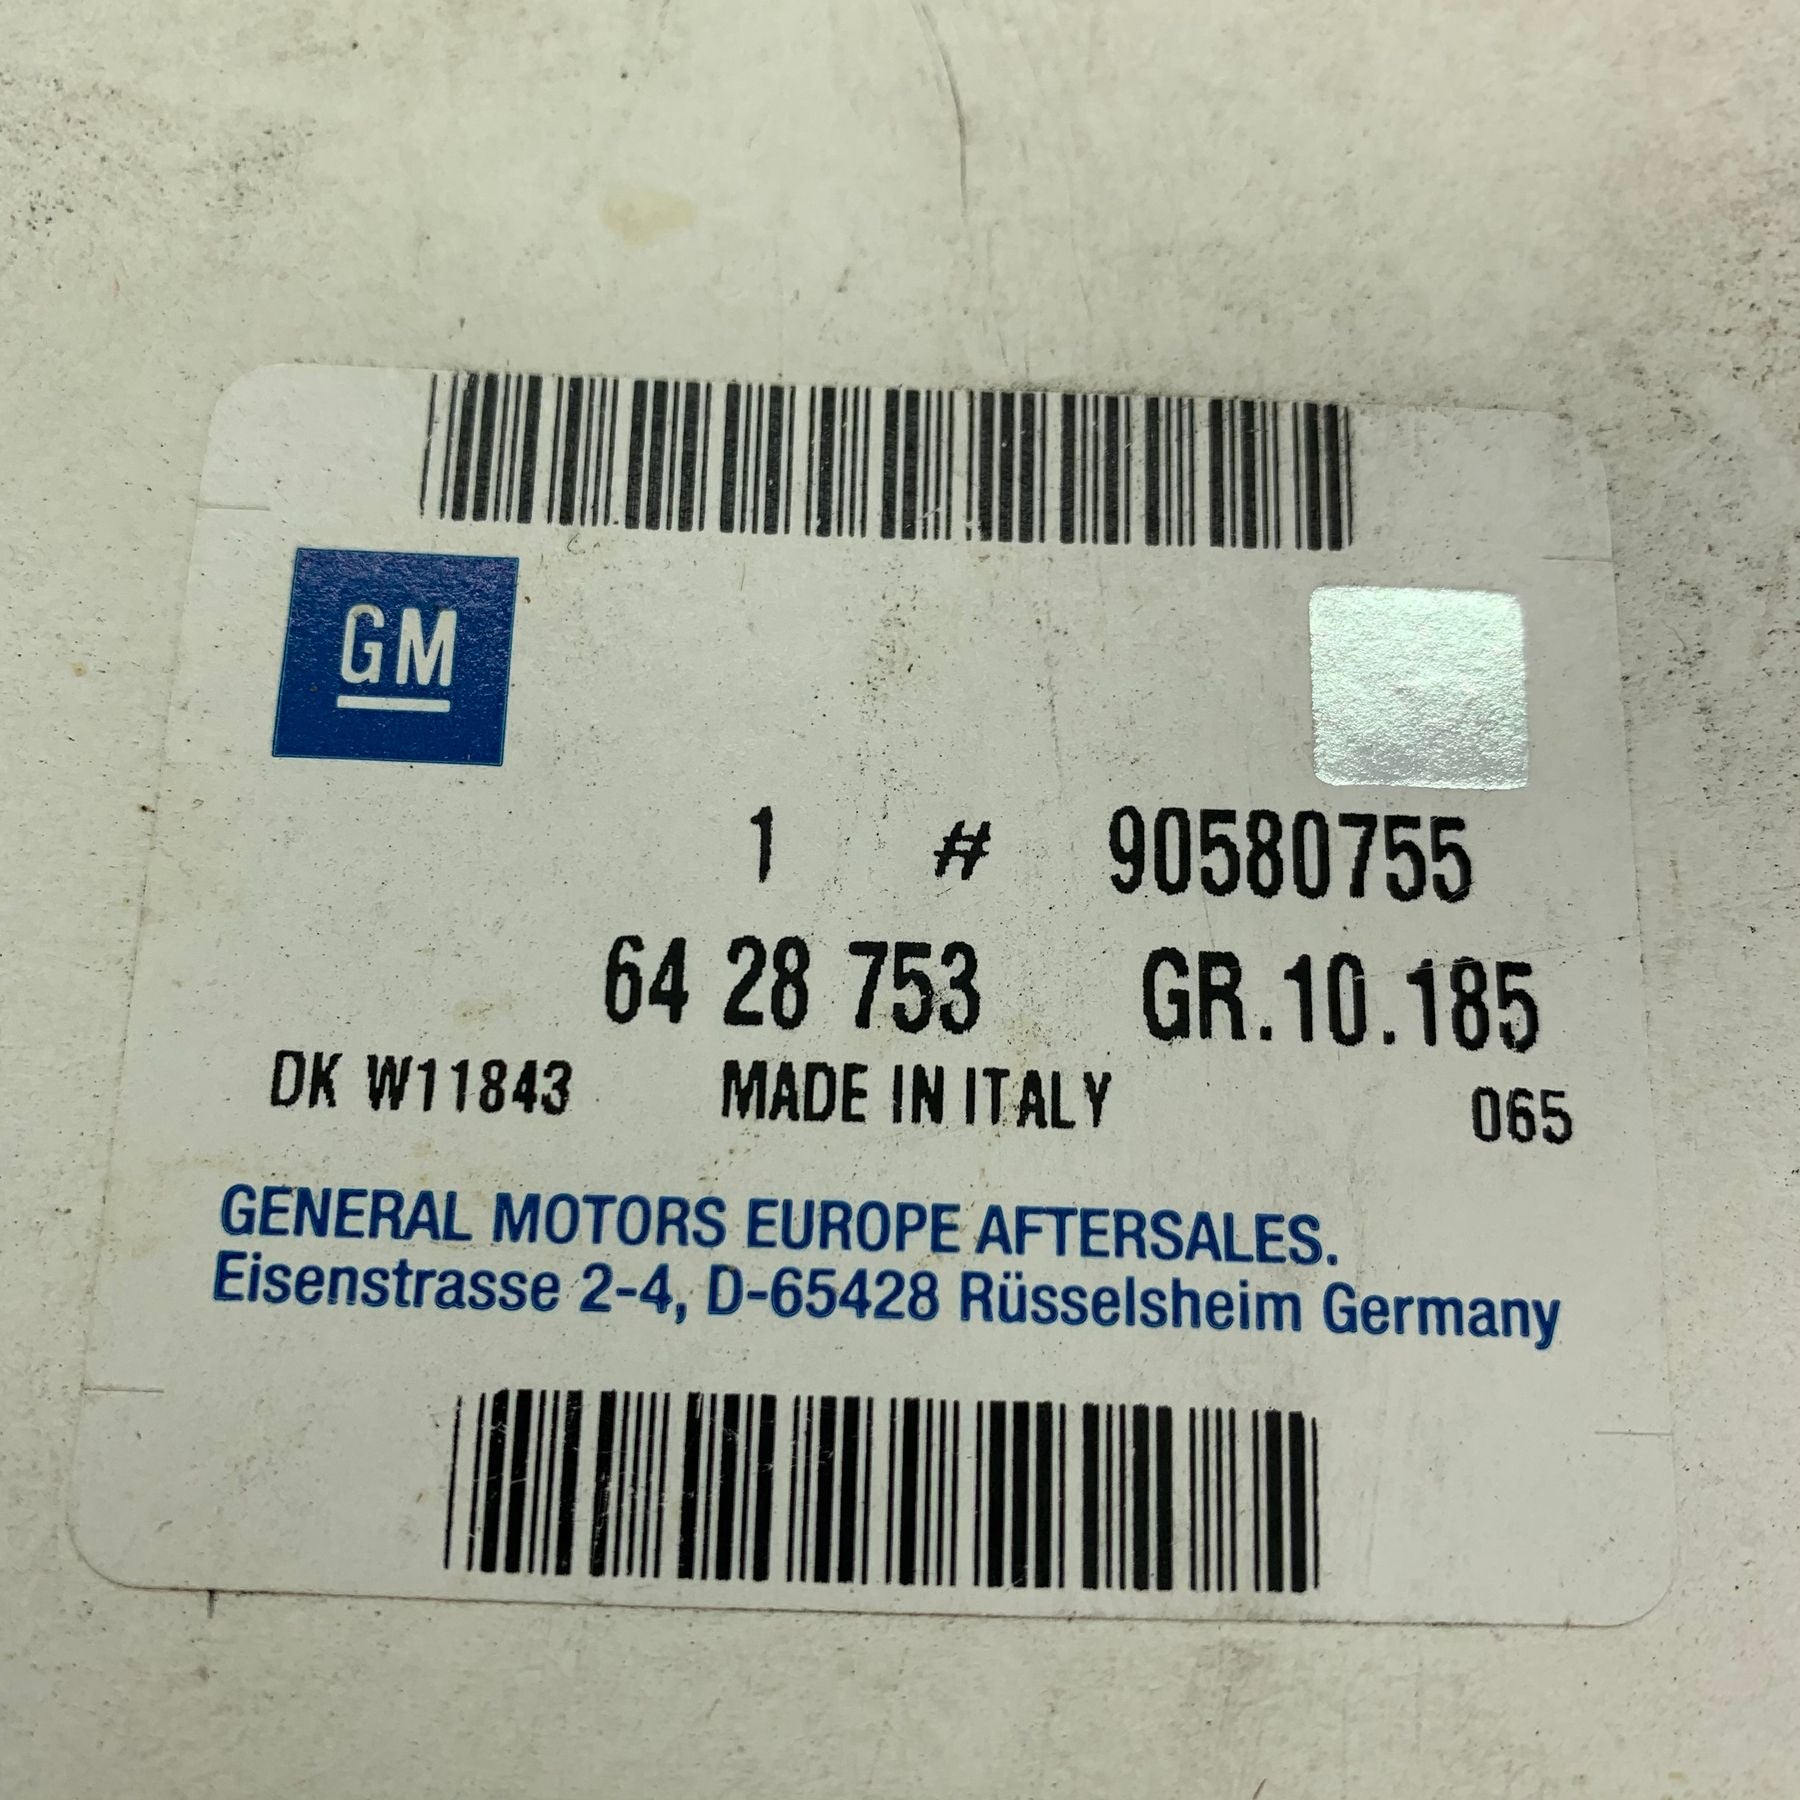 GM
1 # 90580755
64 28 753 GR.10.185
DK W11843 MADE IN ITALY 065
GENERAL MOTORS EUROPE AFTERSALES.
Eisenstrasse 2-4, D-65428 Rüsselsheim Germany